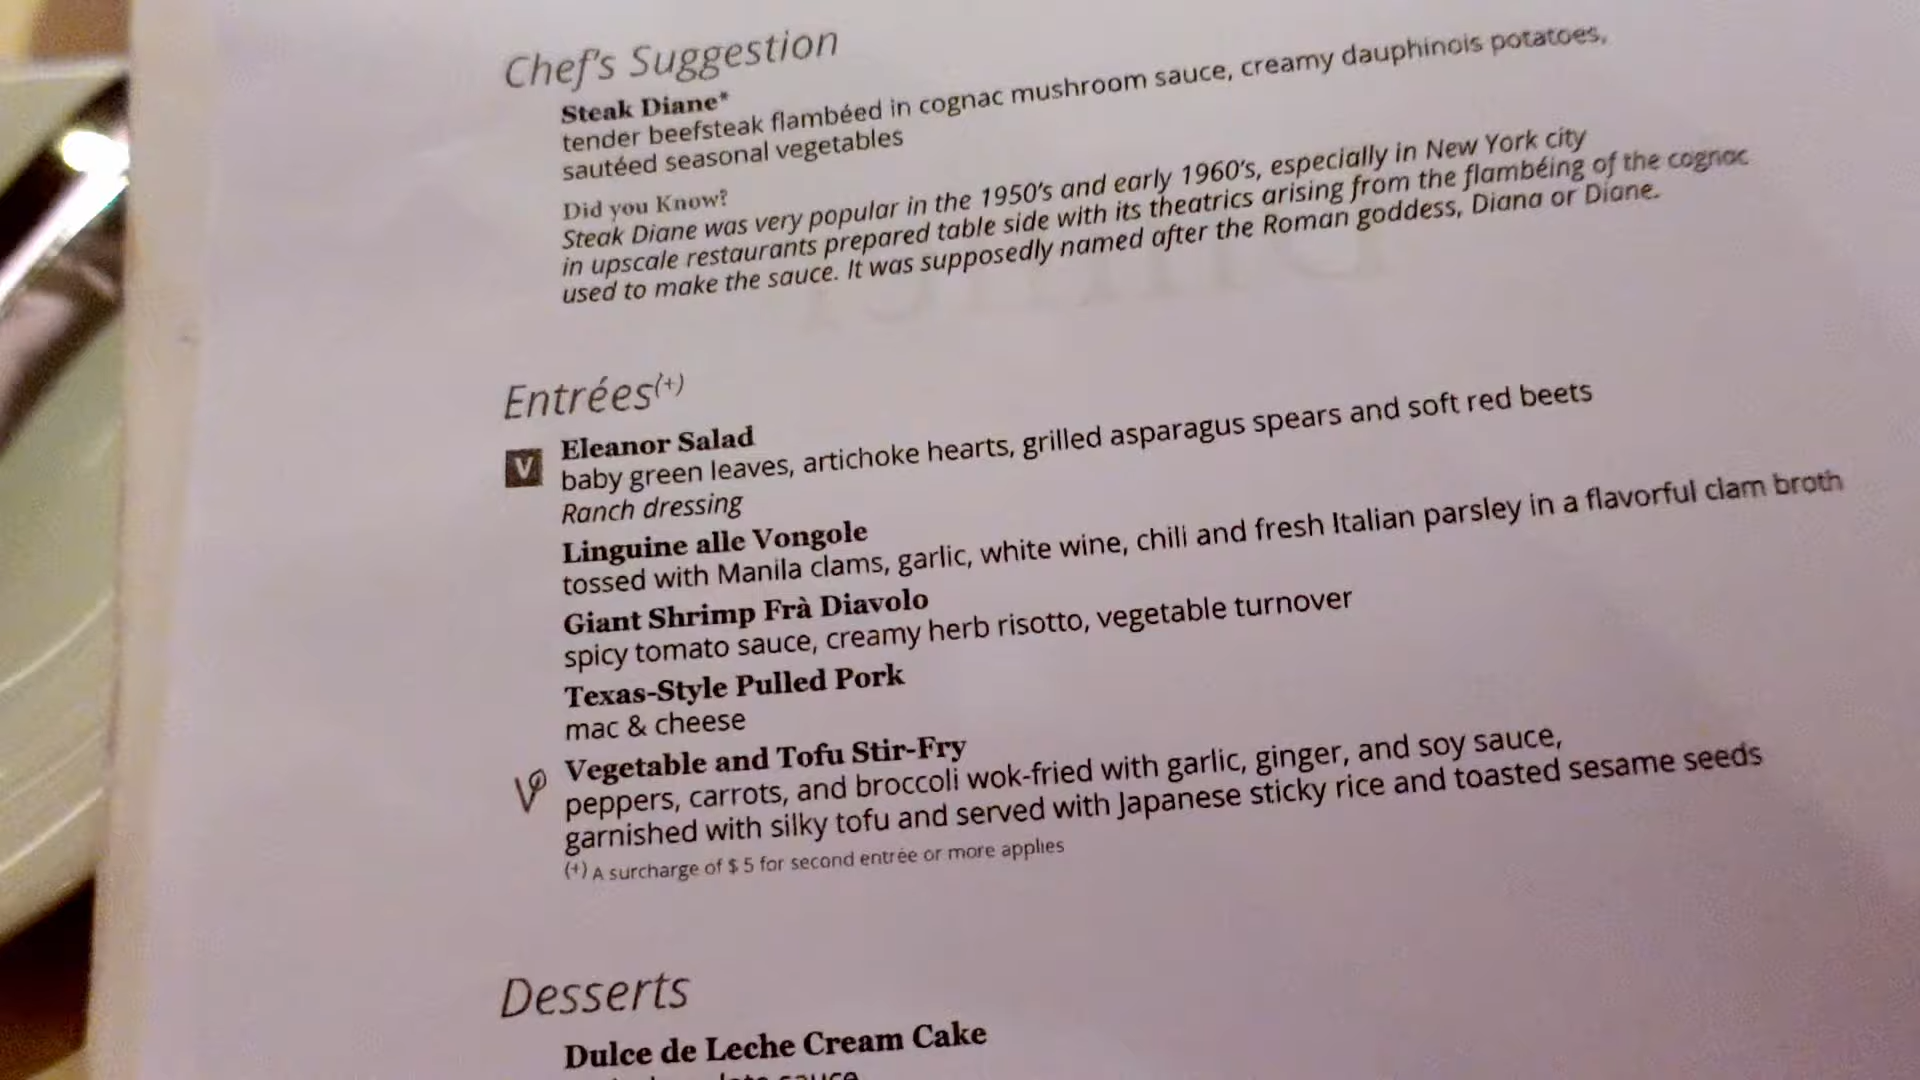 Chef's Suggestion
Steak Diane*
tender beefsteak flambéed in cognac mushroom sauce, creamy dauphinois potatoes,
sautéed seasonal vegetables
Did you Know?
Steak Diane was very popular in the 1950's and early 1960's, especially in New York city
in upscale restaurants prepared table side with its theatrics arising from the flambéing of the cognac
used to make the sauce. It was supposedly named after the Roman goddess, Diana or Diane.
Entrées(+)
V Eleanor Salad
baby green leaves, artichoke hearts, grilled asparagus spears and soft red beets
Ranch dressing
Linguine alle Vongole
tossed with Manila clams, garlic, white wine, chili and fresh Italian parsley in a flavorful clam broth
Giant Shrimp Frà Diavolo
spicy tomato sauce, creamy herb risotto, vegetable turnover
Texas-Style Pulled Pork
mac & cheese
V Vegetable and Tofu Stir-Fry
peppers, carrots, and broccoli wok-fried with garlic, ginger, and soy sauce,
garnished with silky tofu and served with Japanese sticky rice and toasted sesame seeds
(+) A surcharge of $ 5 for second entrée or more applies
Desserts
Dulce de Leche Cream Cake
sauce